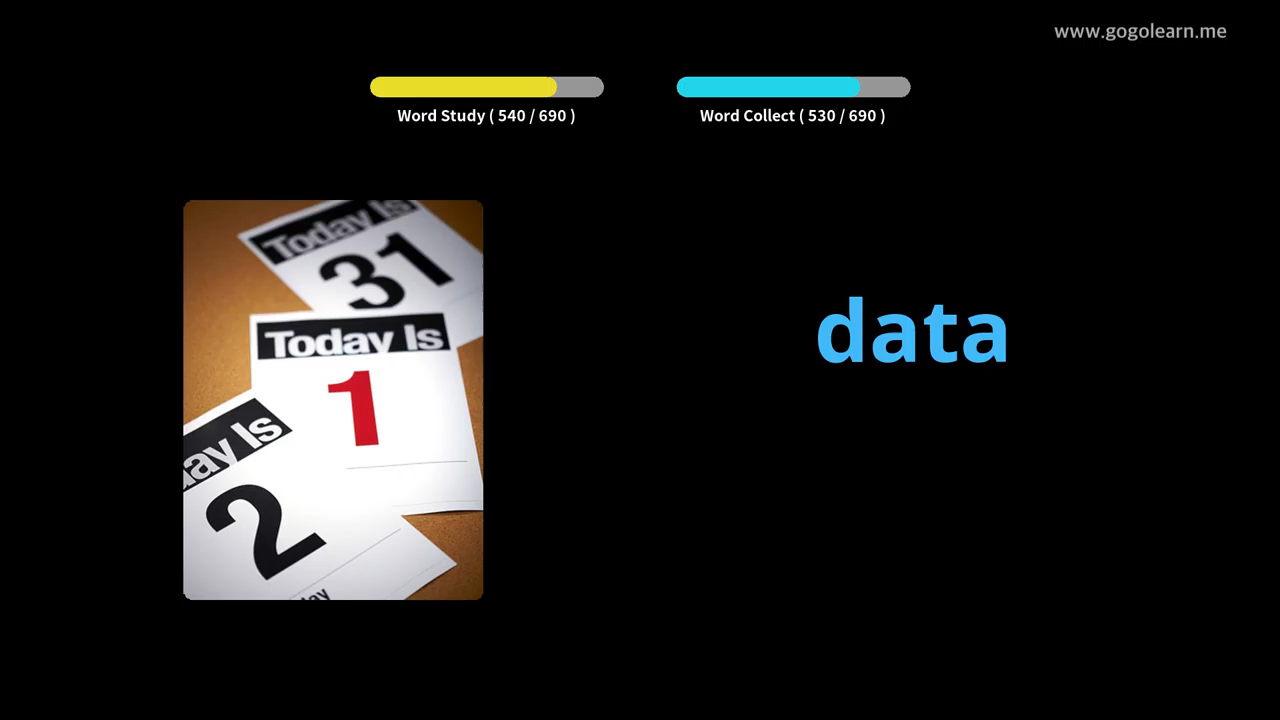 www.gogolearn.me
Word Study ( 540 / 690 )
Word Collect ( 530 / 690 )
Today Is
31
Today Is
1
ay Is
2
ay
data